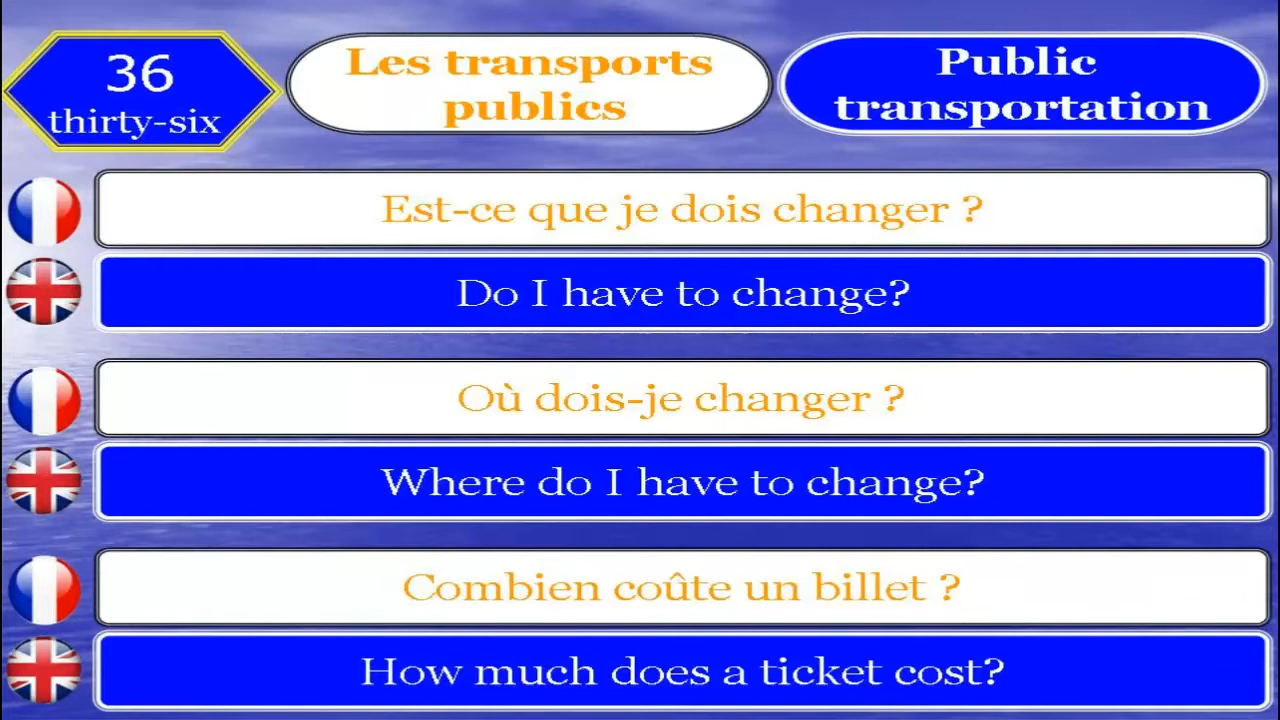 36
thirty-six
Les transports
publics
Public
transportation
Est-ce que je dois changer ?
Do I have to change?
Où dois-je changer ?
Where do I have to change?
Combien coûte un billet ?
How much does a ticket cost?